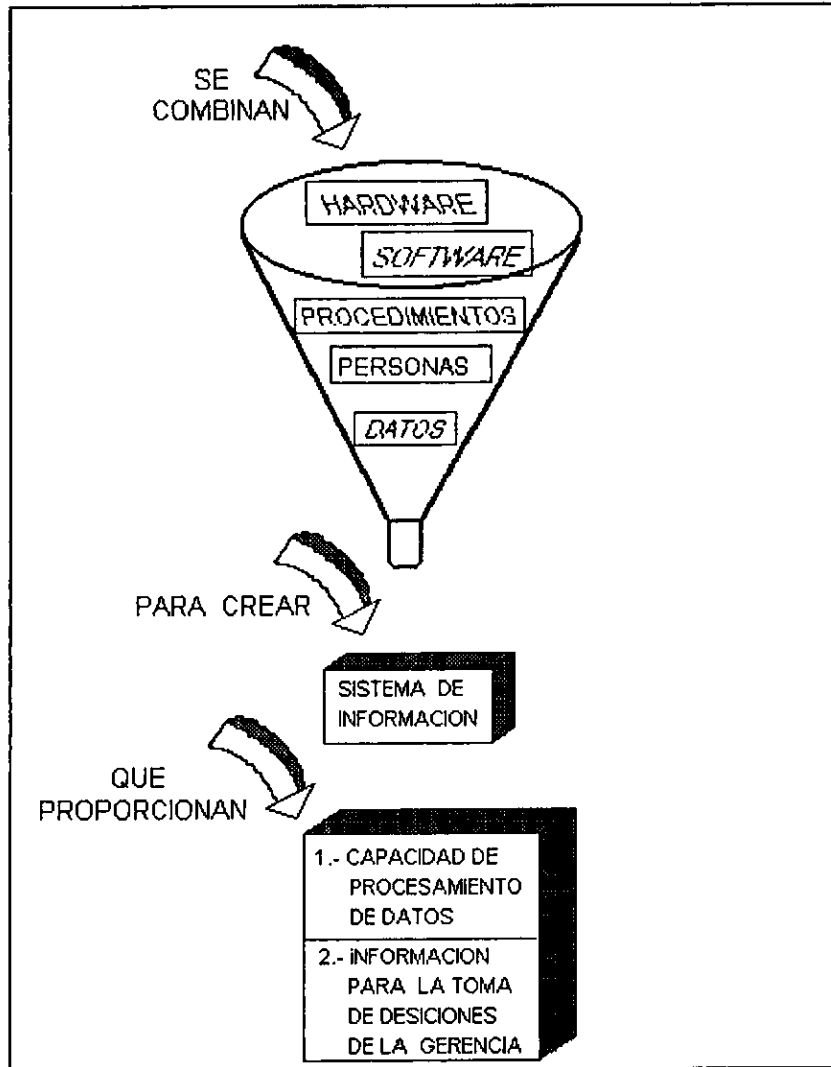 SE
COMBINAN
HARDWARE
SOFTWARE
PROCEDIMIENTOS
PERSONAS
DATOS
PARA CREAR
SISTEMA DE
INFORMACION
QUE
PROPORCIONAN
1.- CAPACIDAD DE
PROCESAMIENTO
DE DATOS
2.- INFORMACION
PARA LA TOMA
DE DESICIONES
DE LA GERENCIA